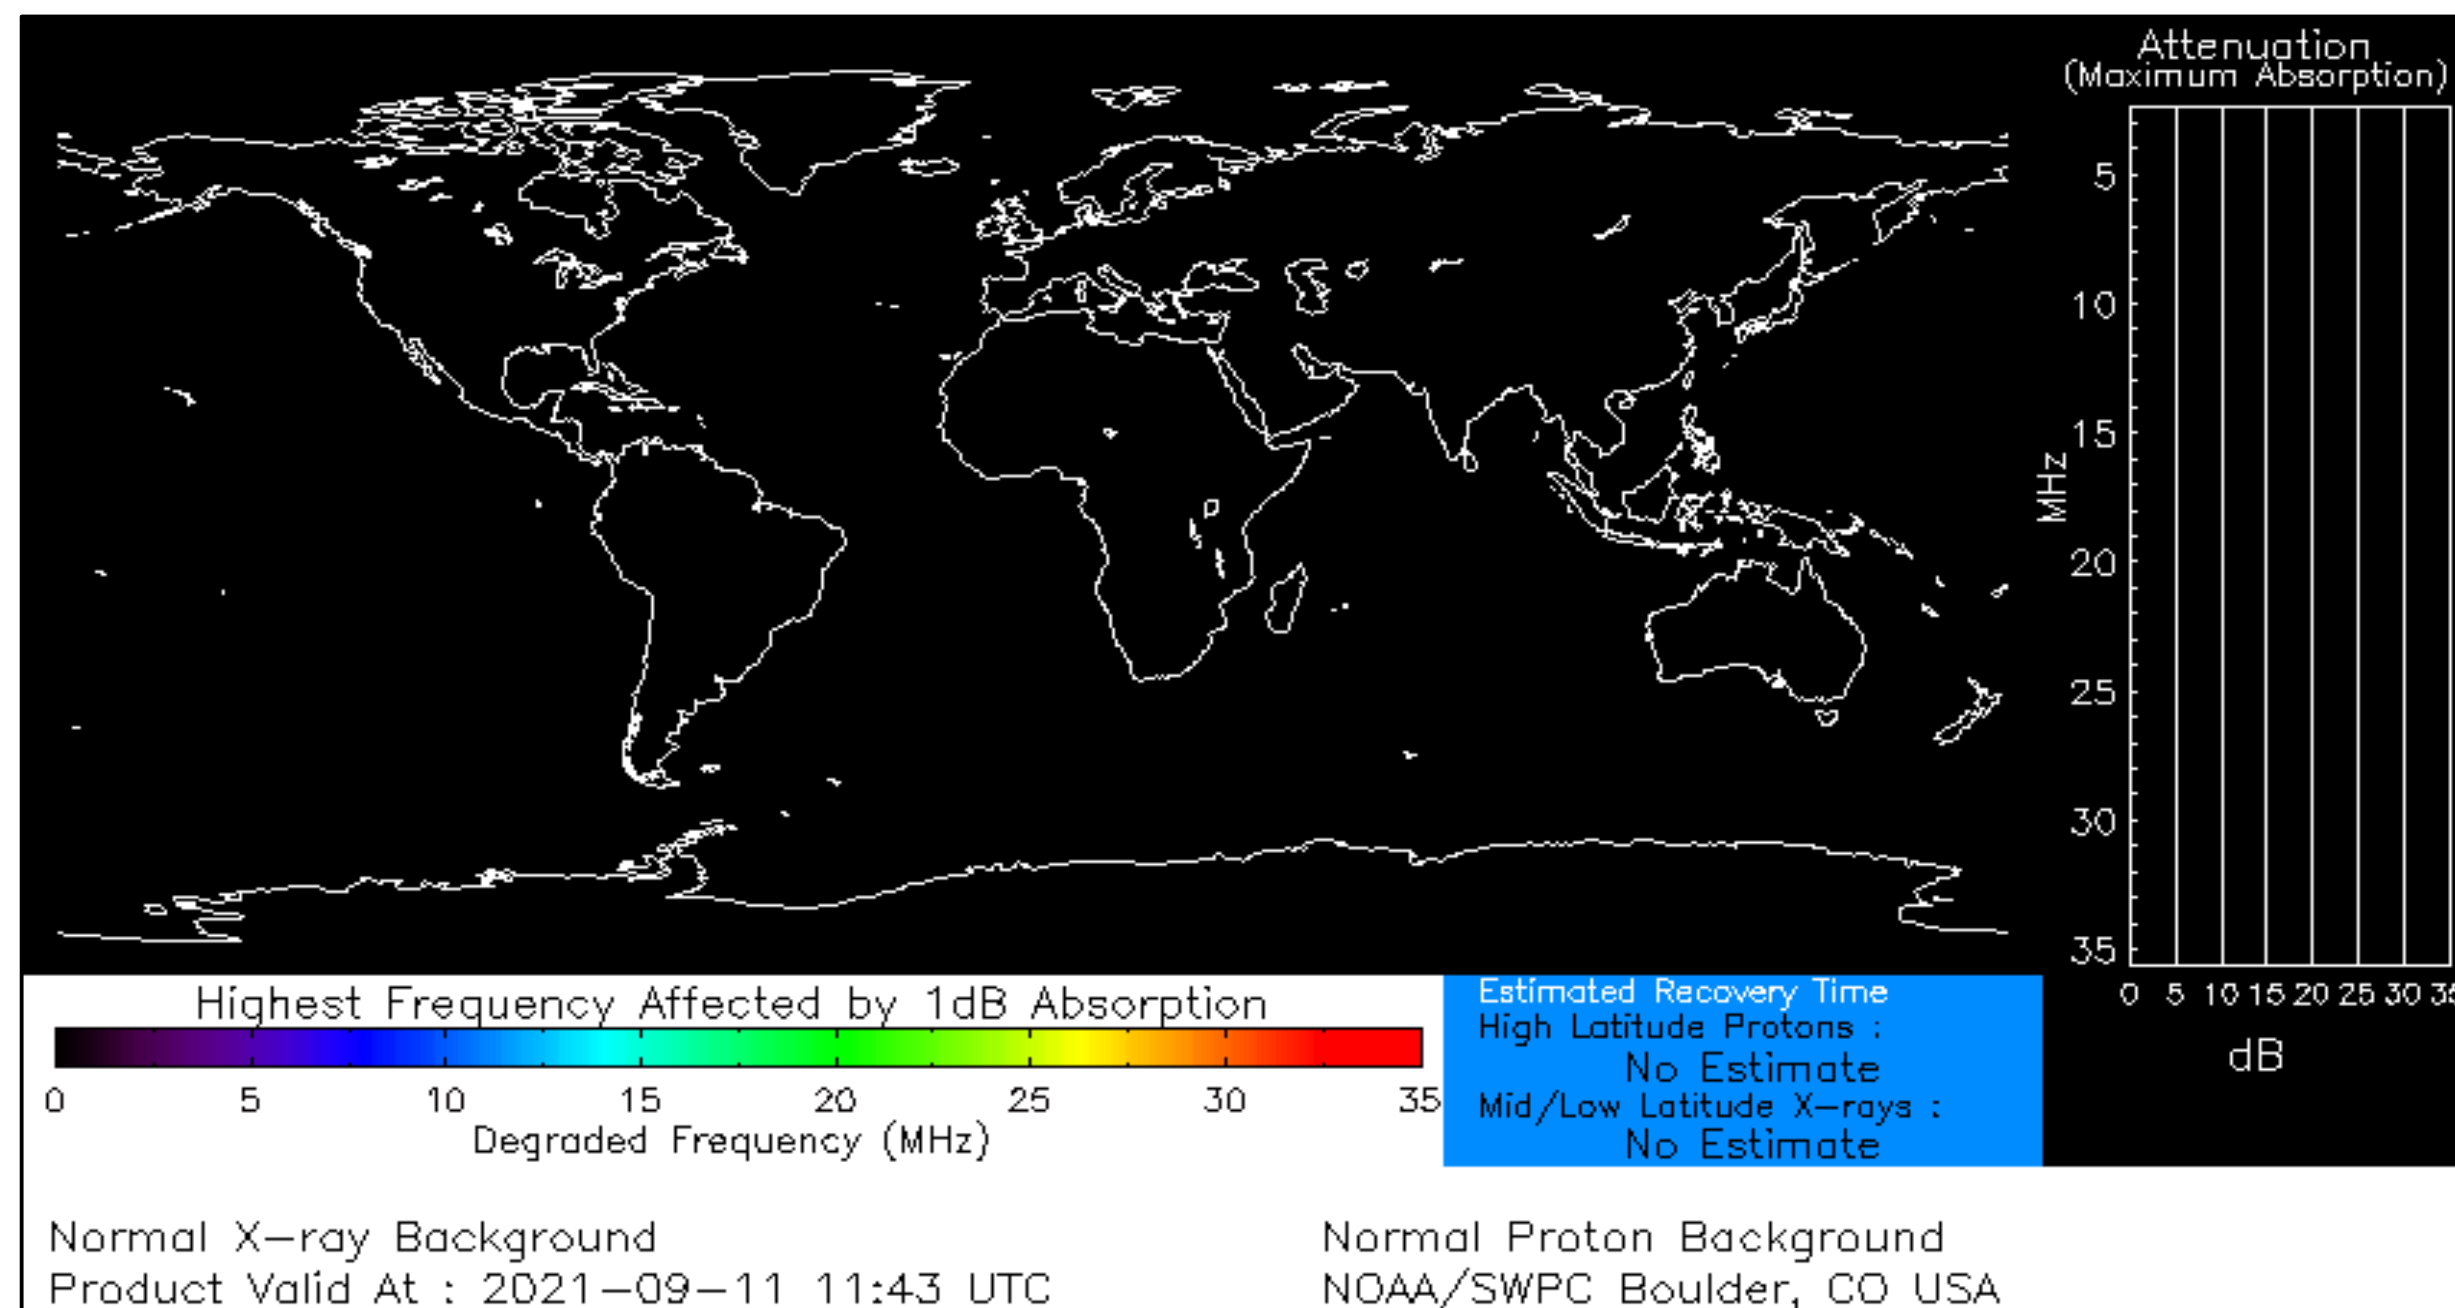 Attenuation
(Maximum Absorption)
5
10
15
20
25
30
35
MHz
0 5 10 15 20 25 30 35
dB
Highest Frequency Affected by 1dB Absorption
0 5 10 15 20 25 30 35
Degraded Frequency (MHz)
Estimated Recovery Time
High Latitude Protons :
No Estimate
Mid/Low Latitude X-rays :
No Estimate
Normal X-ray Background
Normal Proton Background
Product Valid At : 2021-09-11 11:43 UTC
NOAA/SWPC Boulder, CO USA